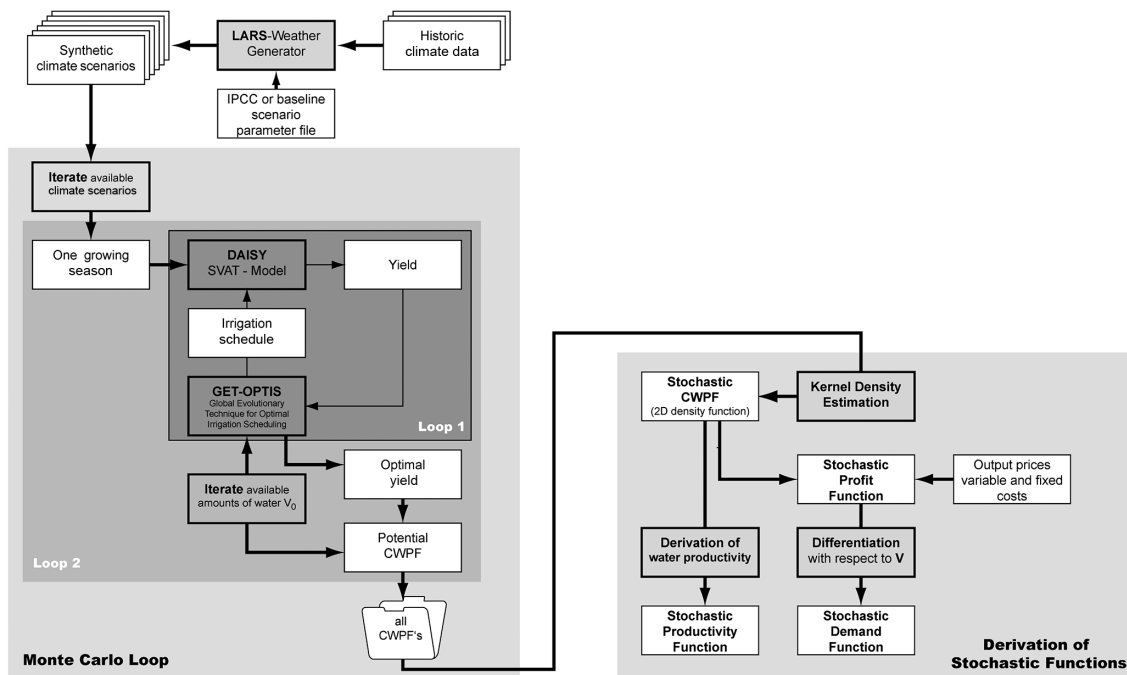 Synthetic
climate scenarios
LARS-Weather
Generator
Historic
climate data
IPCC or baseline
scenario
parameter file
Iterate available
climate scenarios
One growing
season
DAISY
SVAT - Model
Yield
Irrigation
schedule
GET-OPTIS
Global Evolutionary
Technique for Optimal
Irrigation Scheduling
Loop 1
Iterate available
amounts of water V0
Optimal
yield
Potential
CWPF
Loop 2
all
CWPF's
Monte Carlo Loop
Stochastic
CWPF
(2D density function)
Kernel Density
Estimation
Stochastic
Profit
Function
Output prices
variable and fixed
costs
Derivation of
water productivity
Differentiation
with respect to V
Stochastic
Productivity
Function
Stochastic
Demand
Function
Derivation of
Stochastic Functions